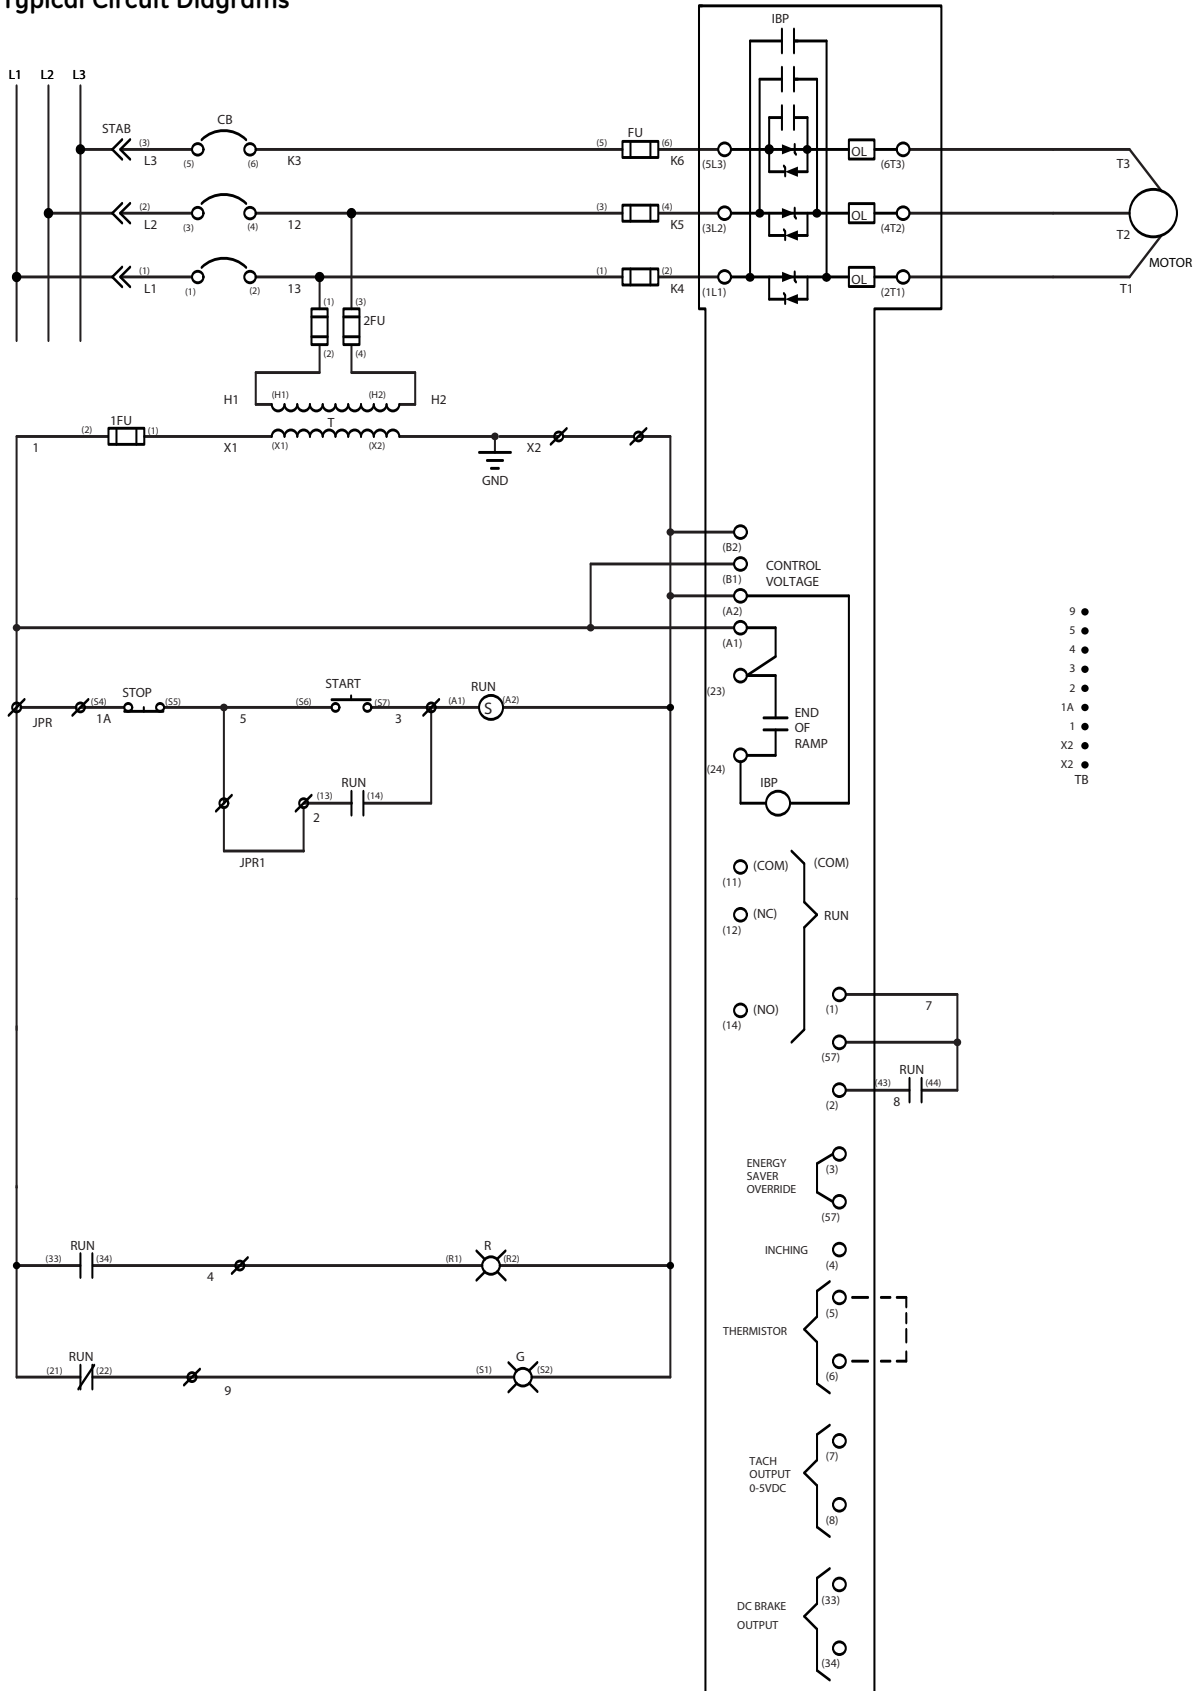 Typical Circuit Diagrams
IBP
L1 L2 L3
STAB (3) CB (5) FU (6)
L3 (5) (6) K3 K6 (5L3) OL (6T3) T3
(2) (3) (4)
L2 (3) (4) 12 K5 (3L2) OL (4T2) T2
MOTOR
(1) (1) (2)
L1 (1) (2) 13 K4 (1L1) OL (2T1) T1
(1) (3)
2FU
(2) (4)
H1 (H1) (H2) H2
1FU
(2) (1) T
1 X1 (X1) (X2) X2
GND
(B2)
CONTROL
(B1) VOLTAGE
(A2)
(A1)
9
5
4
3
2
1A
1
X2
X2
TB
STOP START RUN
(S4) (S5) (S6) (S7) (A1) S (A2)
JPR 1A 5 3
(23)
END
OF
RAMP
(24)
IBP
RUN
(13) (14)
2
JPR1
(COM) (COM)
(11)
(NC) RUN
(12)
(NO)
(14)
(1) 7
(57)
RUN
(43) (44)
(2) 8
ENERGY
SAVER
OVERRIDE
(3)
(57)
INCHING
(4)
RUN R
(33) (34) (R1) (R2)
4
(5)
THERMISTOR
(6)
RUN G
(21) (22) (S1) (S2)
9
TACH
OUTPUT
0-5VDC
(7)
(8)
DC BRAKE
OUTPUT
(33)
(34)